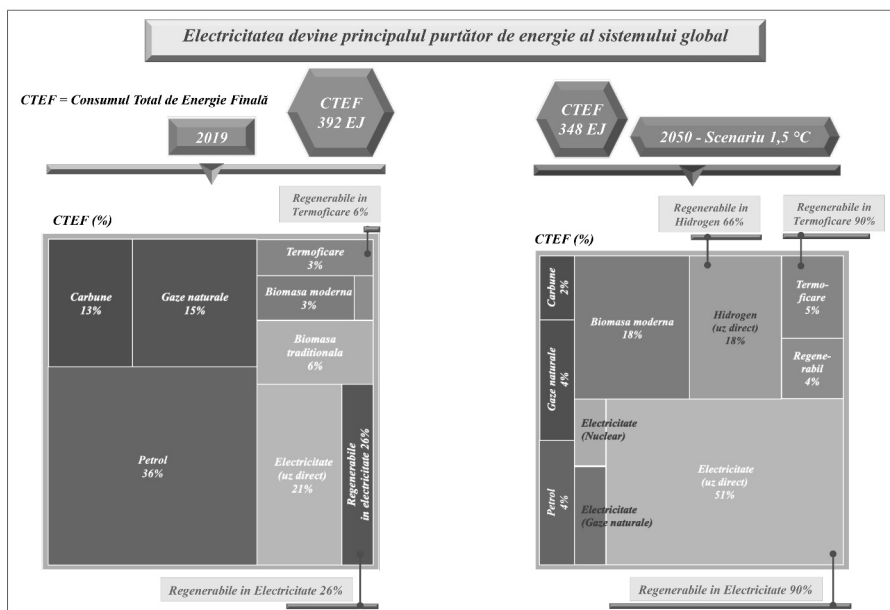 Electricitatea devine principalul purtător de energie al sistemului global
CTEF = Consumul Total de Energie Finală
CTEF
392 EJ
2019
CTEF
348 EJ
2050 - Scenariu 1,5 °C
Regenerabile in
Termoficare 6%
CTEF (%)
Carbune
13%
Gaze naturale
15%
Termoficare
3%
Biomasa moderna
3%
Biomasa
traditionala
6%
Petrol
36%
Electricitate
(uz direct)
21%
Regenerabile
in electricitate 26%
Regenerabile in Electricitate 26%
Regenerabile in
Hidrogen 66%
Regenerabile in
Termoficare 90%
CTEF (%)
Carbune
2%
Gaze naturale
4%
Petrol
4%
Biomasa moderna
18%
Hidrogen
(uz direct)
18%
Termo-
ficare
5%
Regene-
rabil
4%
Electricitate
(Nuclear)
Electricitate
(Gaze naturale)
Electricitate
(uz direct)
51%
Regenerabile in Electricitate 90%